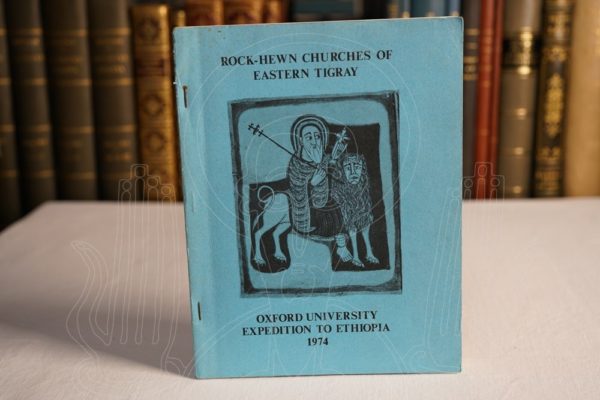 ROCK-HEWN CHURCHES OF
EASTERN TIGRAY
OXFORD UNIVERSITY
EXPEDITION TO ETHIOPIA
1974